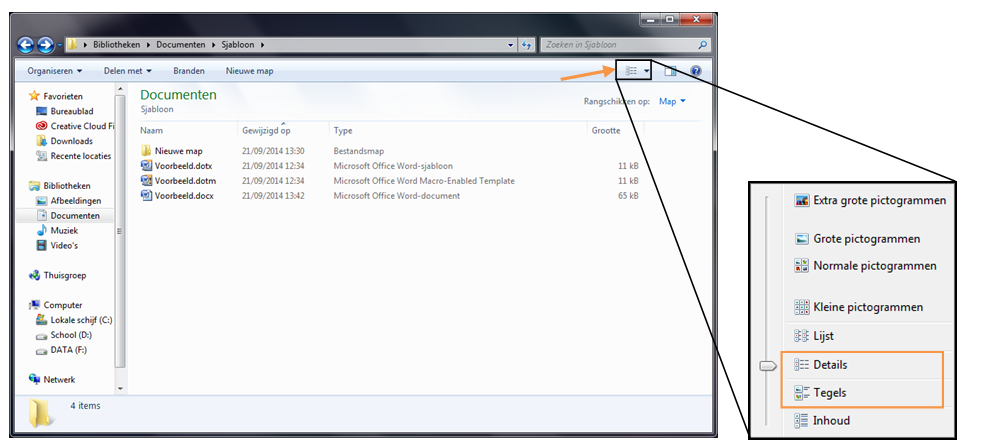 Bibliotheken Documenten Sjabloon
Zoeken in Sjabloon
Organiseren Delen met Branden Nieuwe map
Favorieten
Bureaublad
Creative Cloud Fi
Downloads
Recente locaties
Bibliotheken
Afbeeldingen
Documenten
Muziek
Video's
Thuisgroep
Computer
Lokale schijf (C:)
School (D:)
DATA (F:)
Netwerk
Documenten
Sjabloon
Rangschikken op: Map
Naam Gewijzigd op Type Grootte
Nieuwe map 21/09/2014 13:30 Bestandsmap
Voorbeeld.dotx 21/09/2014 12:34 Microsoft Office Word-sjabloon 11 kB
Voorbeeld.dotm 21/09/2014 12:34 Microsoft Office Word Macro-Enabled Template 11 kB
Voorbeeld.docx 21/09/2014 13:42 Microsoft Office Word-document 65 kB
4 items
Extra grote pictogrammen
Grote pictogrammen
Normale pictogrammen
Kleine pictogrammen
Lijst
Details
Tegels
Inhoud